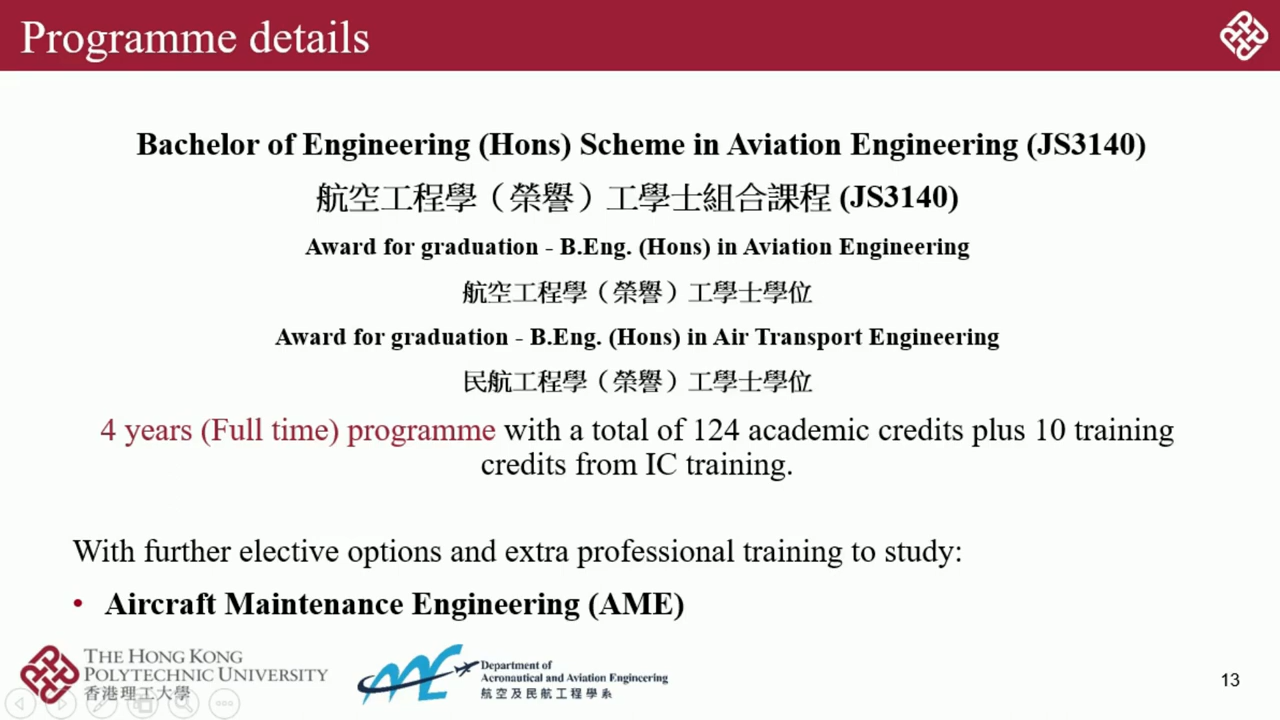 Programme details
Bachelor of Engineering (Hons) Scheme in Aviation Engineering (JS3140)
航空工程學（榮譽）工學士組合課程 (JS3140)
Award for graduation - B.Eng. (Hons) in Aviation Engineering
航空工程學（榮譽）工學士學位
Award for graduation - B.Eng. (Hons) in Air Transport Engineering
民航工程學（榮譽）工學士學位
4 years (Full time) programme with a total of 124 academic credits plus 10 training
credits from IC training.
With further elective options and extra professional training to study:
• Aircraft Maintenance Engineering (AME)
THE HONG KONG
POLYTECHNIC UNIVERSITY
香港理工大學
Department of
Aeronautical and Aviation Engineering
航空及民航工程學系
13